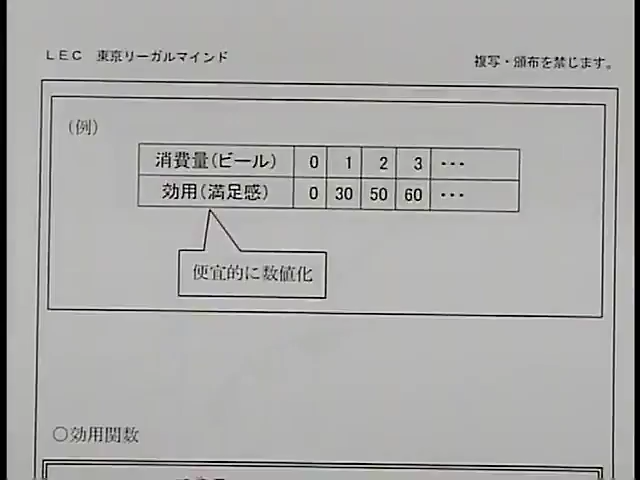 LEC 東京リーガルマインド
複写・頒布を禁じます。
(例)
消費量(ビール) 0 1 2 3 ･･･
効用(満足感) 0 30 50 60 ･･･
便宜的に数値化
○効用関数